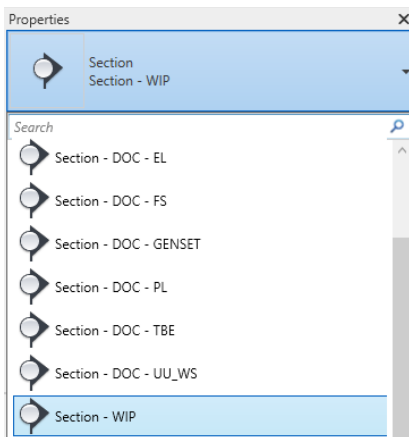 Properties
Section
Section - WIP
Search
Section - DOC - EL
Section - DOC - FS
Section - DOC - GENSET
Section - DOC - PL
Section - DOC - TBE
Section - DOC - UU_WS
Section - WIP